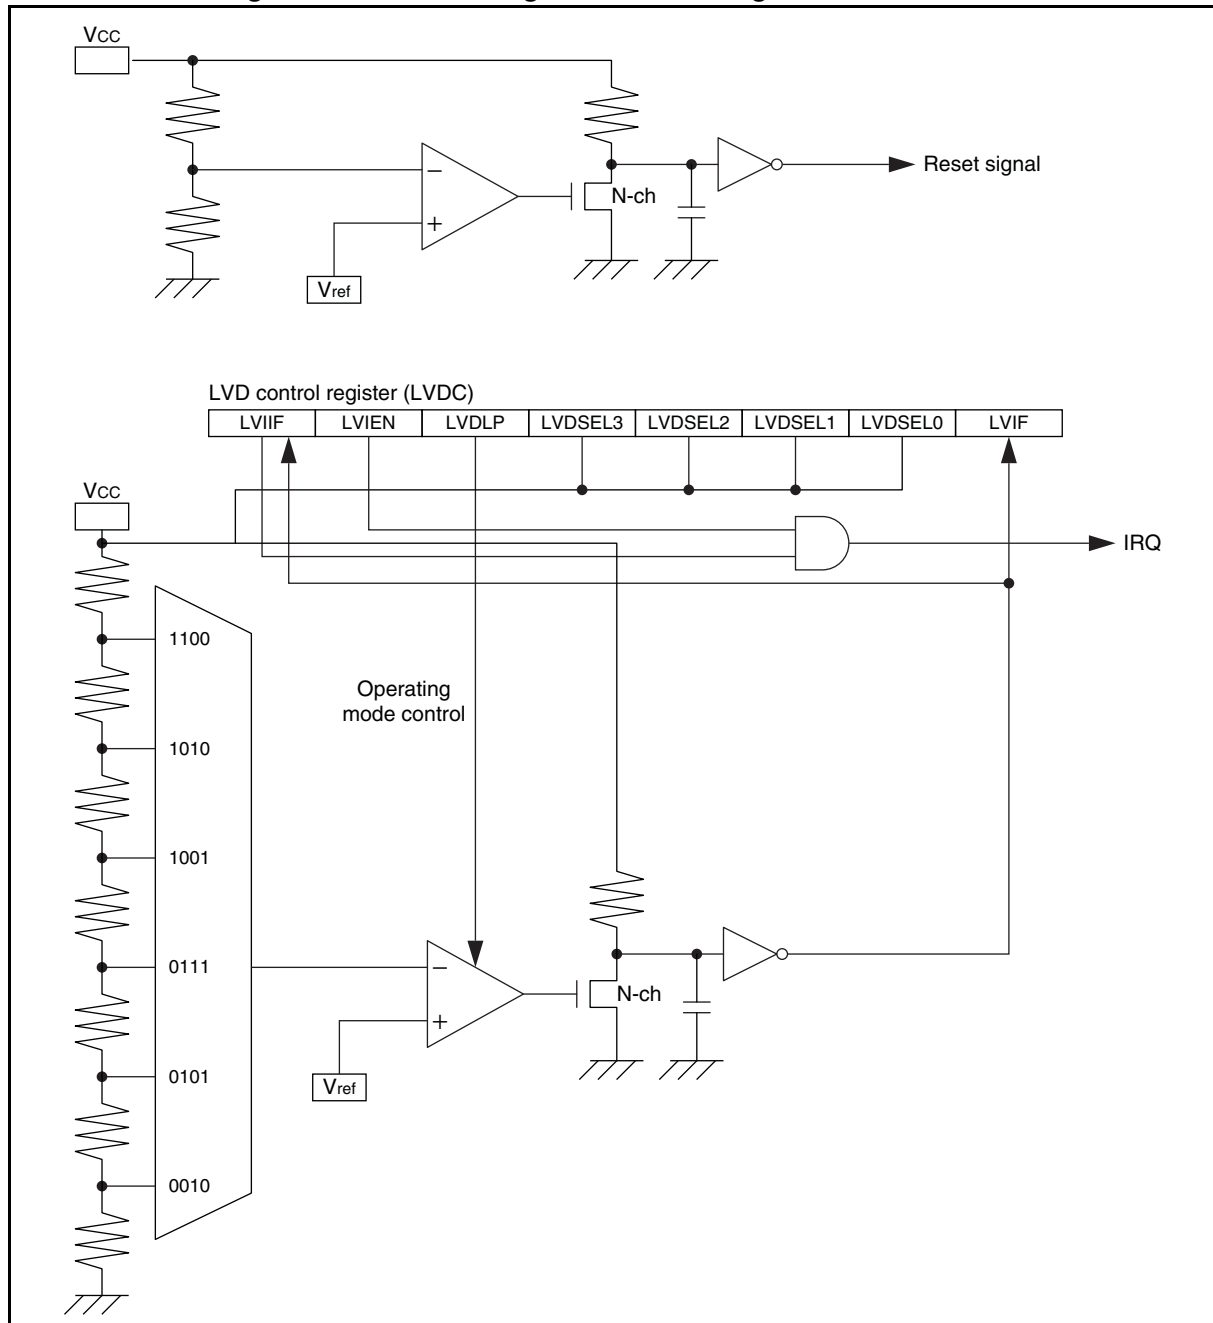 VCC
−
+
N-ch
Reset signal
Vref
LVD control register (LVDC)
LVIIF LVIEN LVDLP LVDSEL3 LVDSEL2 LVDSEL1 LVDSEL0 LVIF
VCC
IRQ
1100
Operating
mode control
1010
1001
0111
−
+
N-ch
Vref
0101
0010